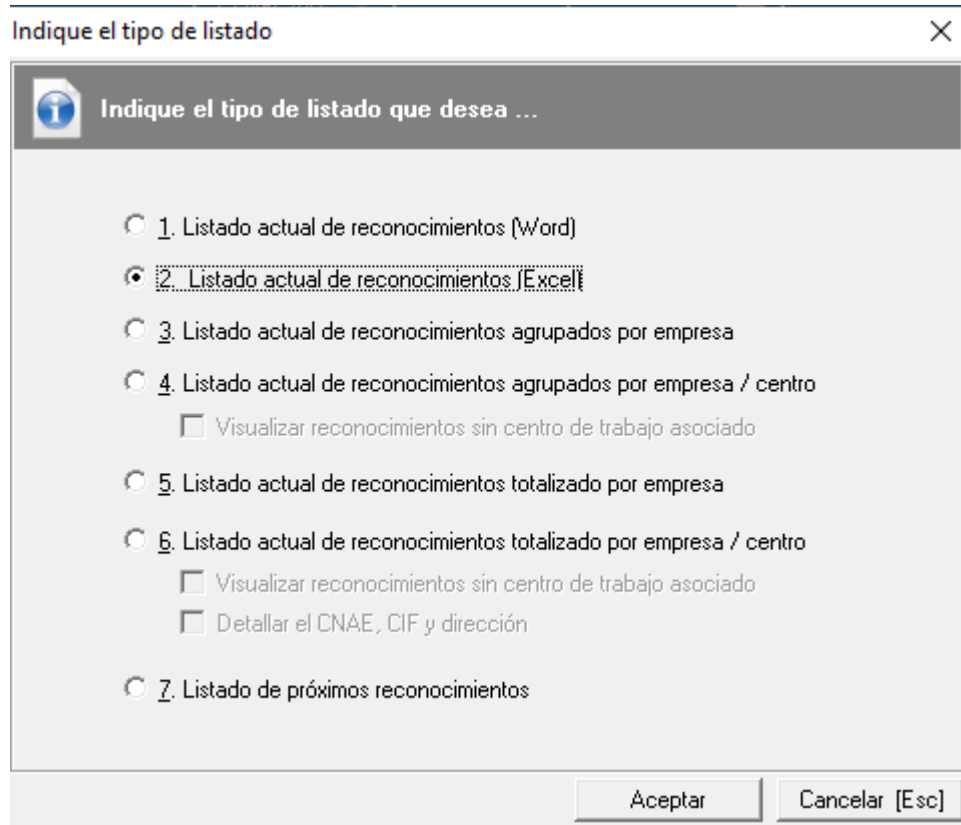 Indique el tipo de listado
Indique el tipo de listado que desea ...
1. Listado actual de reconocimientos (Word)
2. Listado actual de reconocimientos (Excel)
3. Listado actual de reconocimientos agrupados por empresa
4. Listado actual de reconocimientos agrupados por empresa / centro
Visualizar reconocimientos sin centro de trabajo asociado
5. Listado actual de reconocimientos totalizado por empresa
6. Listado actual de reconocimientos totalizado por empresa / centro
Visualizar reconocimientos sin centro de trabajo asociado
Detallar el CNAE, CIF y dirección
7. Listado de próximos reconocimientos
Aceptar
Cancelar [Esc]